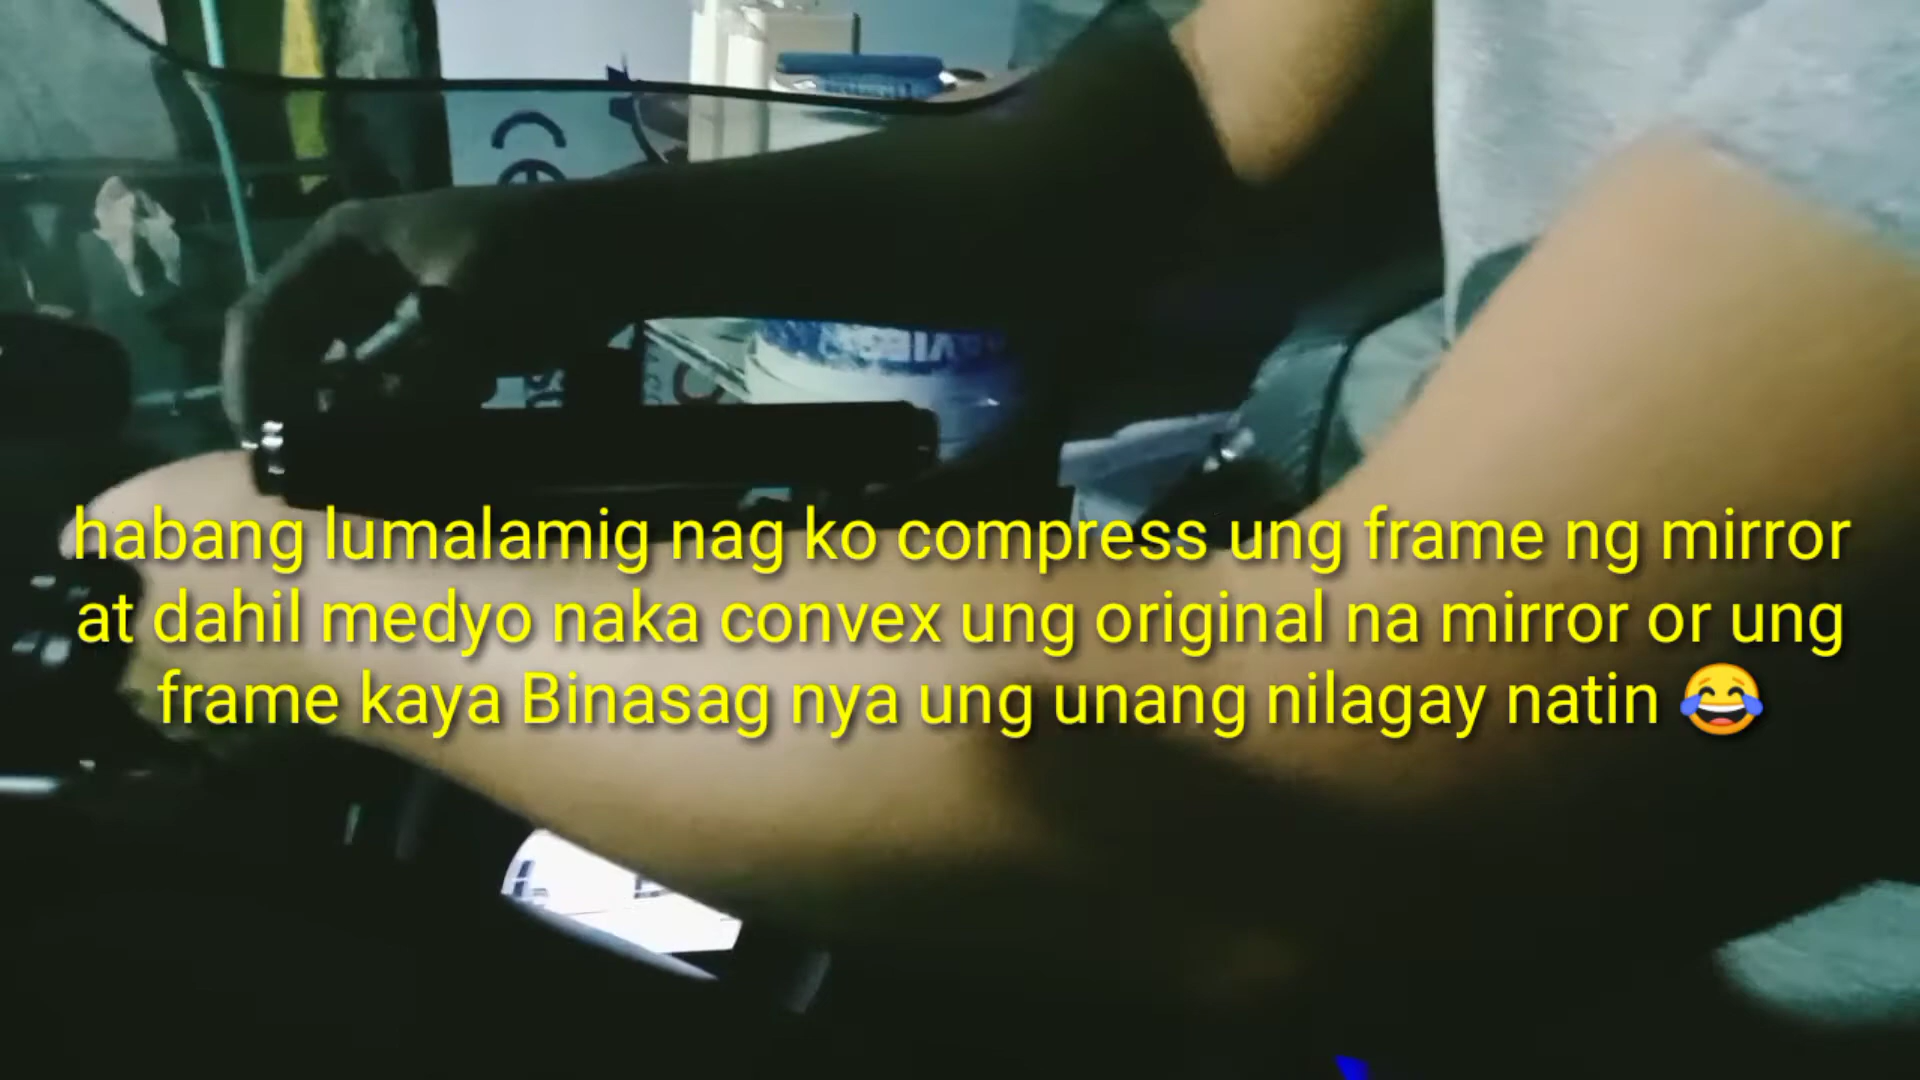 habang lumalamig nag ko compress ung frame ng mirror
at dahil medyo naka convex ung original na mirror or ung
frame kaya Binasag nya ung unang nilagay natin 😂